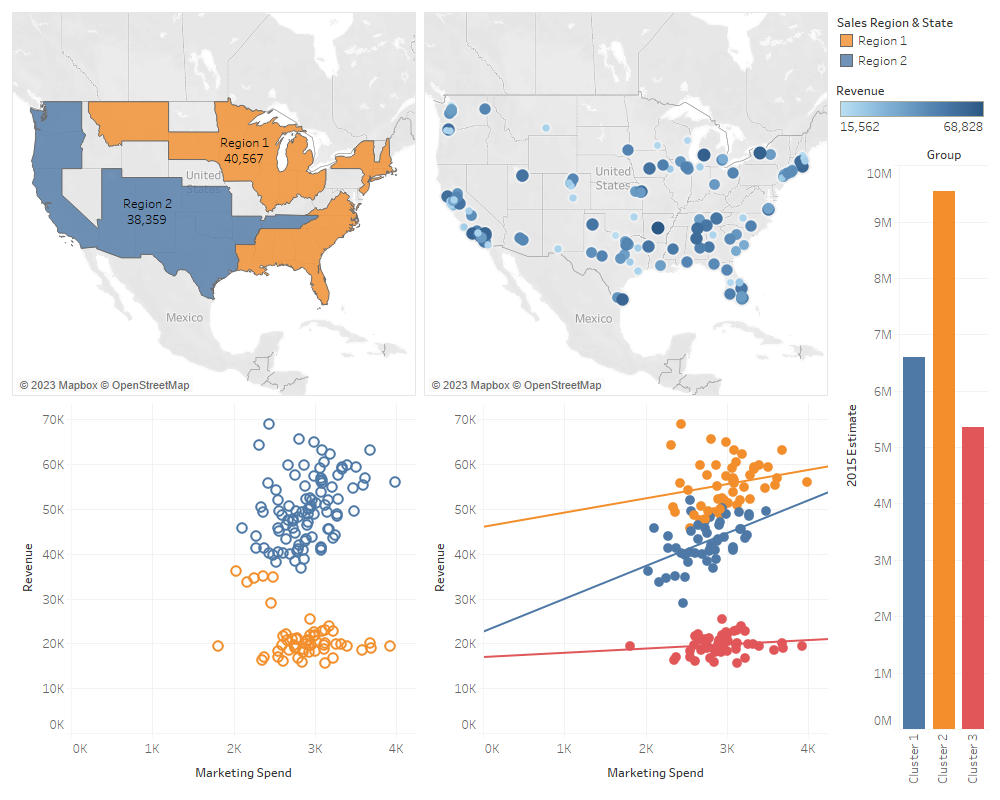 Region 1
40,567
United
States
Region 2
38,359
Mexico
© 2023 Mapbox © OpenStreetMap
United
States
Mexico
© 2023 Mapbox © OpenStreetMap
Sales Region & State
Region 1
Region 2
Revenue
15,562 68,828
70K
60K
50K
40K
30K
20K
10K
0K
Revenue
0K 1K 2K 3K 4K
Marketing Spend
70K
60K
50K
40K
30K
20K
10K
0K
Revenue
0K 1K 2K 3K 4K
Marketing Spend
Group
10M
9M
8M
7M
6M
5M
4M
3M
2M
1M
0M
2015 Estimate
Cluster 1
Cluster 2
Cluster 3